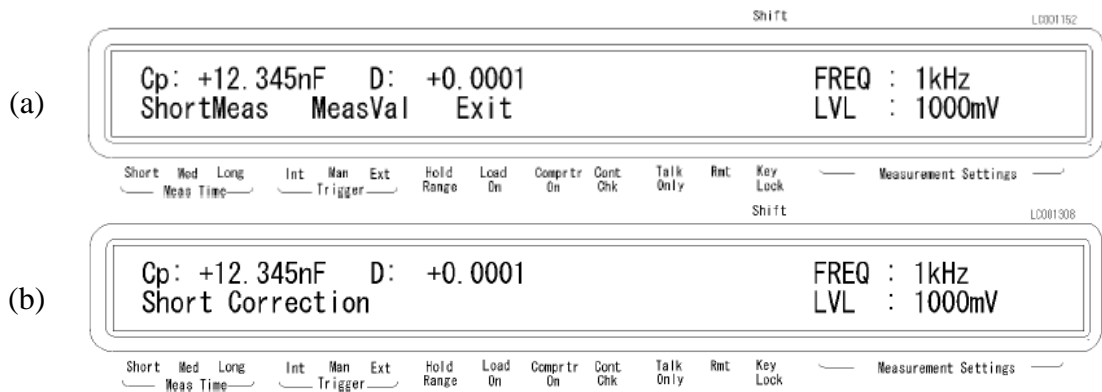 Shift
LC001152
(a)
Cp: +12.345nF D: +0.0001 FREQ : 1kHz
ShortMeas MeasVal Exit LVL : 1000mV
Short Med Long Int Man Ext Hold Range Load On Comprtr On Cont Chk Talk Only Rmt Key Lock Measurement Settings
Meas Time Trigger
Shift
LC001308
(b)
Cp: +12.345nF D: +0.0001 FREQ : 1kHz
Short Correction LVL : 1000mV
Short Med Long Int Man Ext Hold Range Load On Comprtr On Cont Chk Talk Only Rmt Key Lock Measurement Settings
Meas Time Trigger